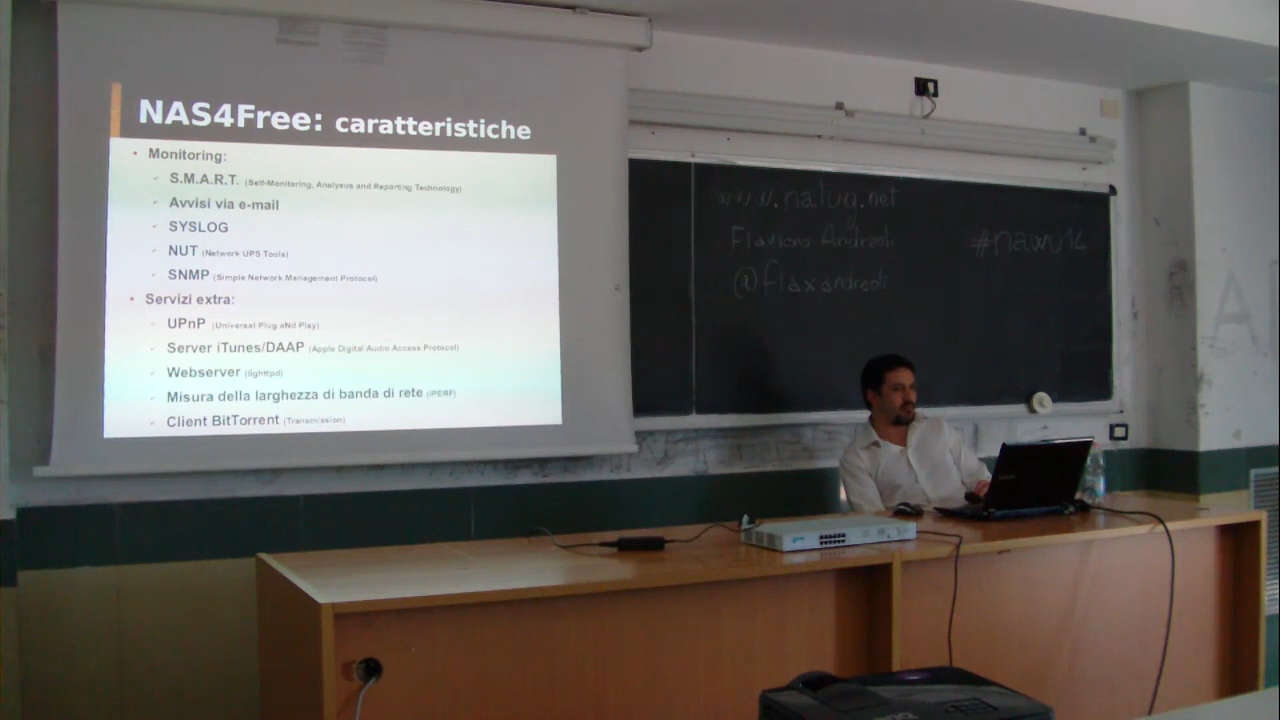 NAS4Free: caratteristiche
Monitoring:
S.M.A.R.T. (Self-Monitoring, Analysus and Reporting Technology)
Avvisi via e-mail
SYSLOG
NUT (Network UPS Tools)
SNMP (Simple Network Management Protocol)
Servizi extra:
UPnP (Universal Plug aNd Play)
Server iTunes/DAAP (Apple Digital Audio Access Protocol)
Webserver (lighttpd)
Misura della larghezza di banda di rete (IPERF)
Client BitTorrent (Transmission)
www.nalug.net
Flaviano Andreoli
@flaxandreoli
#nawu14